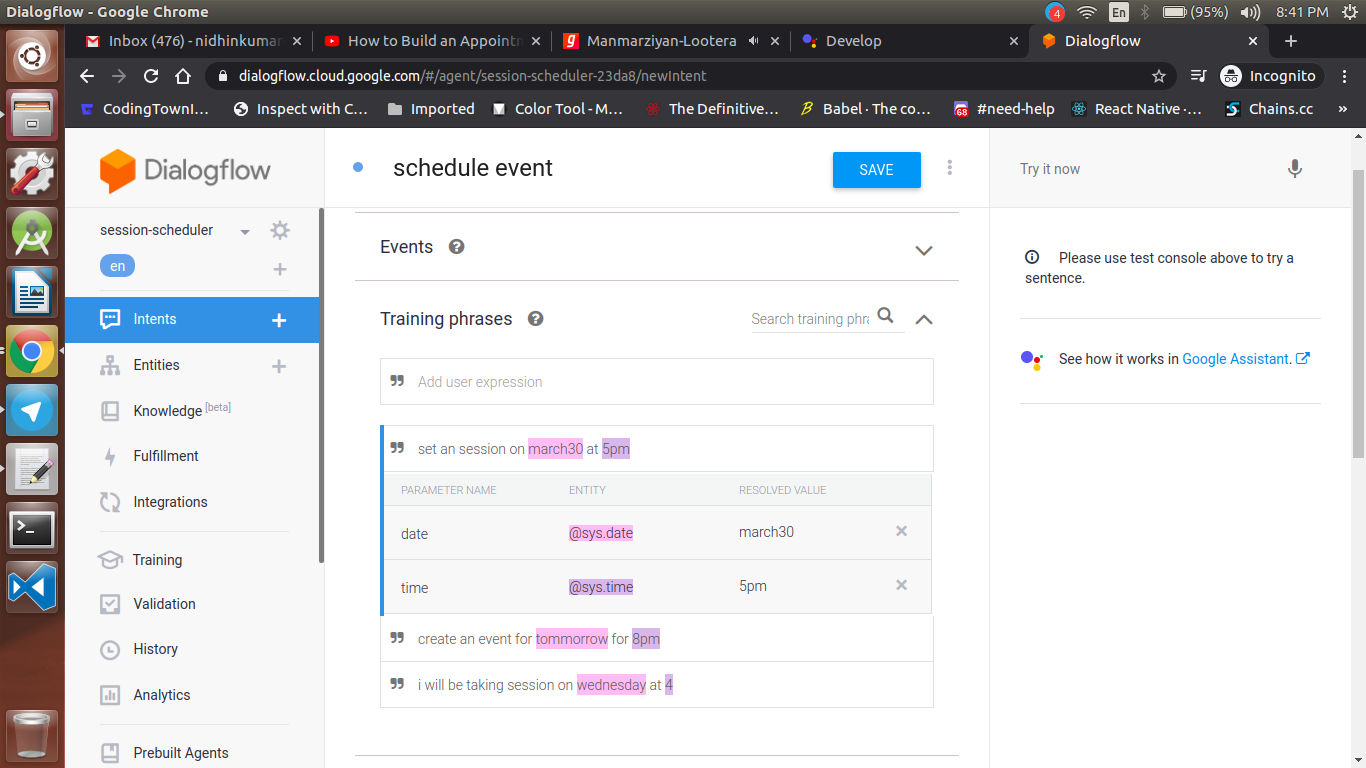 Dialogflow - Google Chrome
4
En
(95%)
8:41 PM
Inbox (476) - nidhinkumar
How to Build an Appointm
Manmarziyan-Lootera
Develop
Dialogflow
dialogflow.cloud.google.com/#/agent/session-scheduler-23da8/newIntent
Incognito
CodingTownI...
Inspect with C...
Imported
Color Tool - M...
The Definitive...
Babel · The co...
68
#need-help
React Native ·...
Chains.cc
»
Dialogflow
session-scheduler
en
Intents
Entities
Knowledge [beta]
Fulfillment
Integrations
Training
Validation
History
Analytics
Prebuilt Agents
schedule event
SAVE
Events
Training phrases
Search training phra
Add user expression
set an session on march30 at 5pm
PARAMETER NAME ENTITY RESOLVED VALUE
date @sys.date march30
time @sys.time 5pm
create an event for tommorrow for 8pm
i will be taking session on wednesday at 4
Try it now
Please use test console above to try a
sentence.
See how it works in Google Assistant.